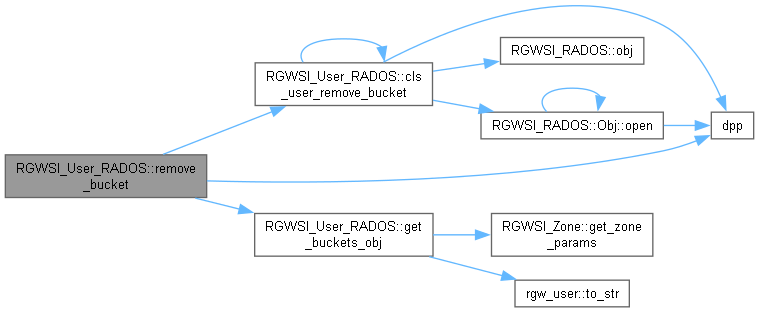 RGWSI_User_RADOS::remove
_bucket
RGWSI_User_RADOS::cls
_user_remove_bucket
RGWSI_User_RADOS::get
_buckets_obj
RGWSI_RADOS::obj
RGWSI_RADOS::Obj::open
dpp
RGWSI_Zone::get_zone
_params
rgw_user::to_str